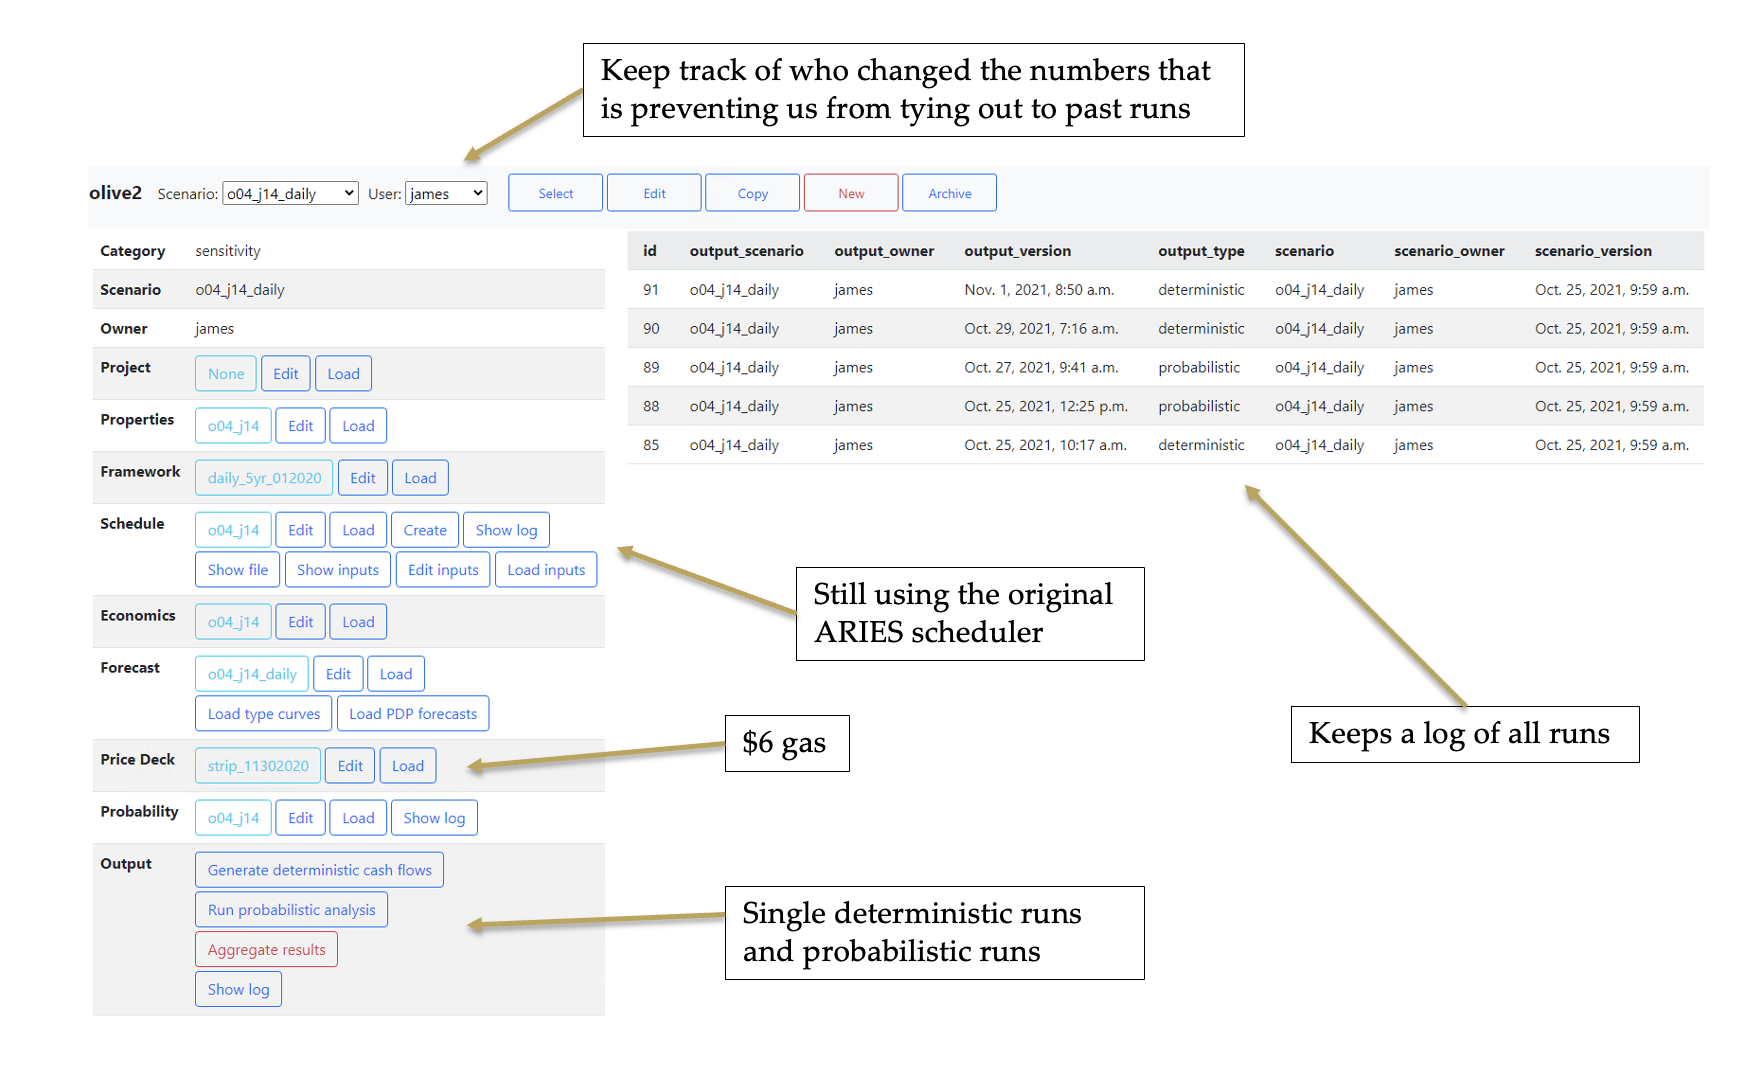 Keep track of who changed the numbers that
is preventing us from tying out to past runs
olive2 Scenario: o04_j14_daily User: james Select Edit Copy New Archive
Category sensitivity
Scenario o04_j14_daily
Owner james
Project None Edit Load
Properties o04_j14 Edit Load
Framework daily_5yr_012020 Edit Load
Schedule o04_j14 Edit Load Create Show log
Show file Show inputs Edit inputs Load inputs
Economics o04_j14 Edit Load
Forecast o04_j14_daily Edit Load
Load type curves Load PDP forecasts
Price Deck strip_11302020 Edit Load
Probability o04_j14 Edit Load Show log
Output Generate deterministic cash flows
Run probabilistic analysis
Aggregate results
Show log
id output_scenario output_owner output_version output_type scenario scenario_owner scenario_version
91 o04_j14_daily james Nov. 1, 2021, 8:50 a.m. deterministic o04_j14_daily james Oct. 25, 2021, 9:59 a.m.
90 o04_j14_daily james Oct. 29, 2021, 7:16 a.m. deterministic o04_j14_daily james Oct. 25, 2021, 9:59 a.m.
89 o04_j14_daily james Oct. 27, 2021, 9:41 a.m. probabilistic o04_j14_daily james Oct. 25, 2021, 9:59 a.m.
88 o04_j14_daily james Oct. 25, 2021, 12:25 p.m. probabilistic o04_j14_daily james Oct. 25, 2021, 9:59 a.m.
85 o04_j14_daily james Oct. 25, 2021, 10:17 a.m. deterministic o04_j14_daily james Oct. 25, 2021, 9:59 a.m.
Still using the original
ARIES scheduler
Keeps a log of all runs
$6 gas
Single deterministic runs
and probabilistic runs